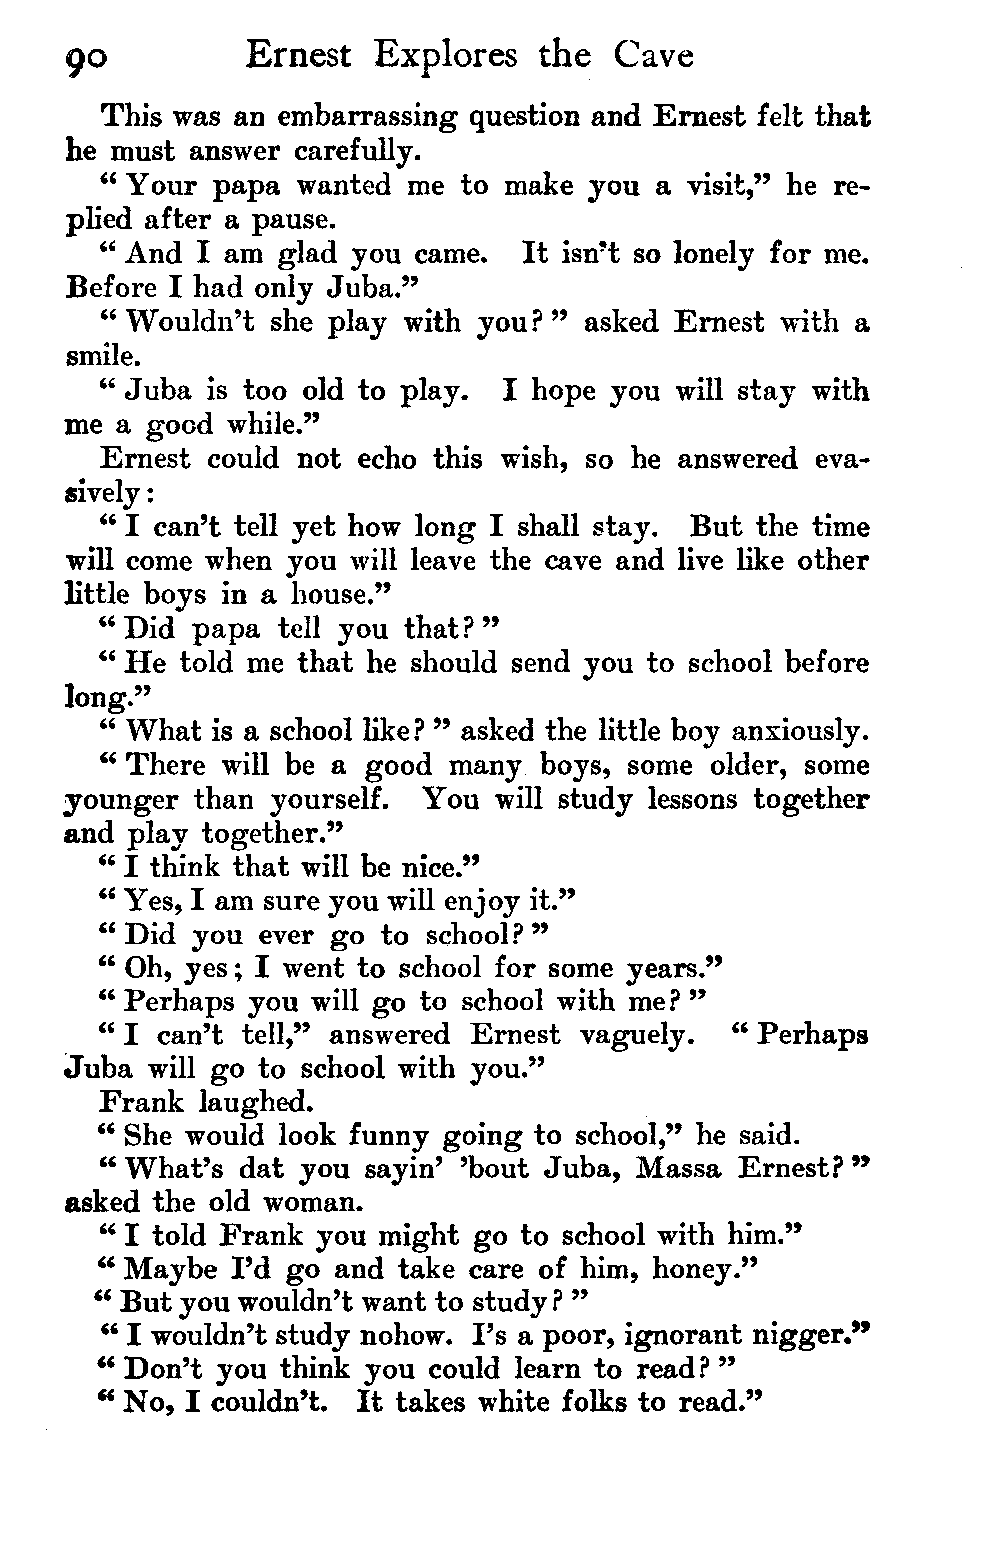 90 Ernest Explores the Cave
This was an embarrassing question and Ernest felt that
he must answer carefully.
“ Your papa wanted me to make you a visit,” he re-
plied after a pause.
“ And I am glad you came. It isn't so lonely for me.
Before I had only Juba.”
“ Wouldn't she play with you? ” asked Ernest with a
smile.
“ Juba is too old to play. I hope you will stay with
me a good while.”
Ernest could not echo this wish, so he answered eva-
sively:
“ I can't tell yet how long I shall stay. But the time
will come when you will leave the cave and live like other
little boys in a house.”
“ Did papa tell you that? ”
“ He told me that he should send you to school before
long.”
“ What is a school like? ” asked the little boy anxiously.
“ There will be a good many boys, some older, some
younger than yourself. You will study lessons together
and play together.”
“ I think that will be nice.”
“ Yes, I am sure you will enjoy it.”
“ Did you ever go to school? ”
“ Oh, yes; I went to school for some years.”
“ Perhaps you will go to school with me? ”
“ I can't tell,” answered Ernest vaguely. “ Perhaps
Juba will go to school with you.”
Frank laughed.
“ She would look funny going to school,” he said.
“ What's dat you sayin' 'bout Juba, Massa Ernest? ”
asked the old woman.
“ I told Frank you might go to school with him.”
“ Maybe I'd go and take care of him, honey.”
“ But you wouldn't want to study? ”
“ I wouldn't study nohow. I's a poor, ignorant nigger.”
“ Don't you think you could learn to read? ”
“ No, I couldn't. It takes white folks to read.”